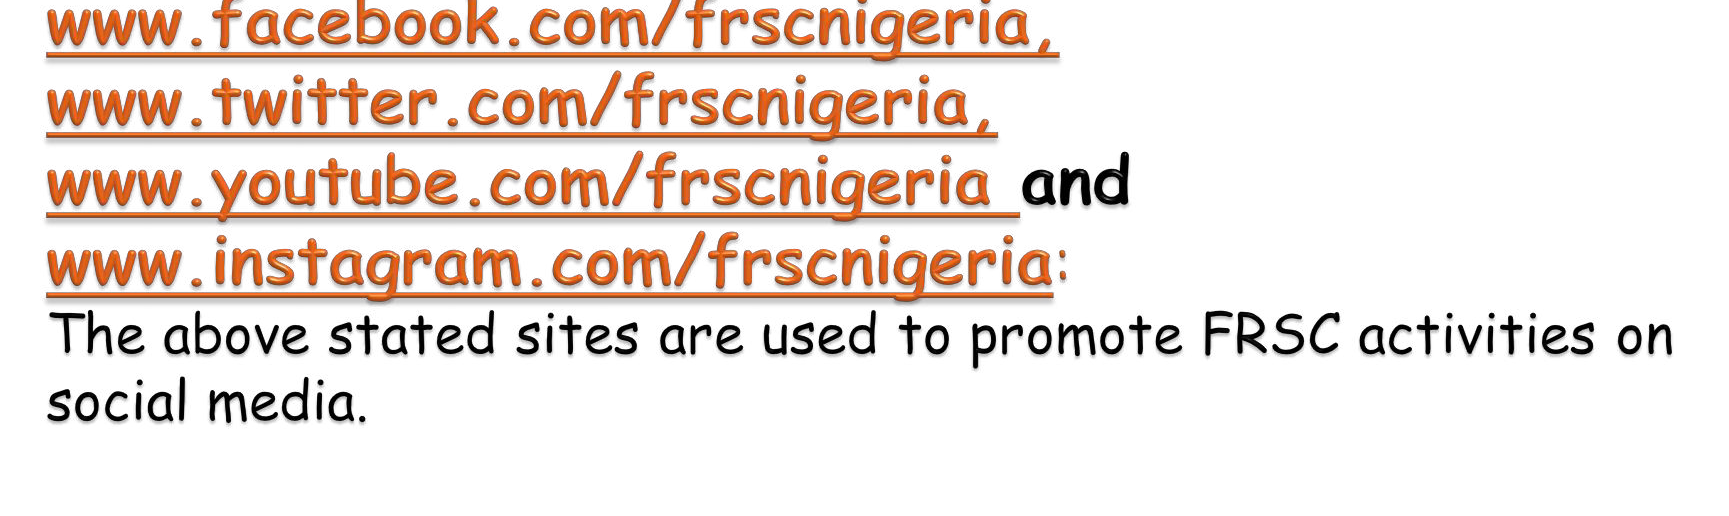 www.facebook.com/frscnigeria,
www.twitter.com/frscnigeria,
www.youtube.com/frscnigeria and
www.instagram.com/frscnigeria:
The above stated sites are used to promote FRSC activities on
social media.